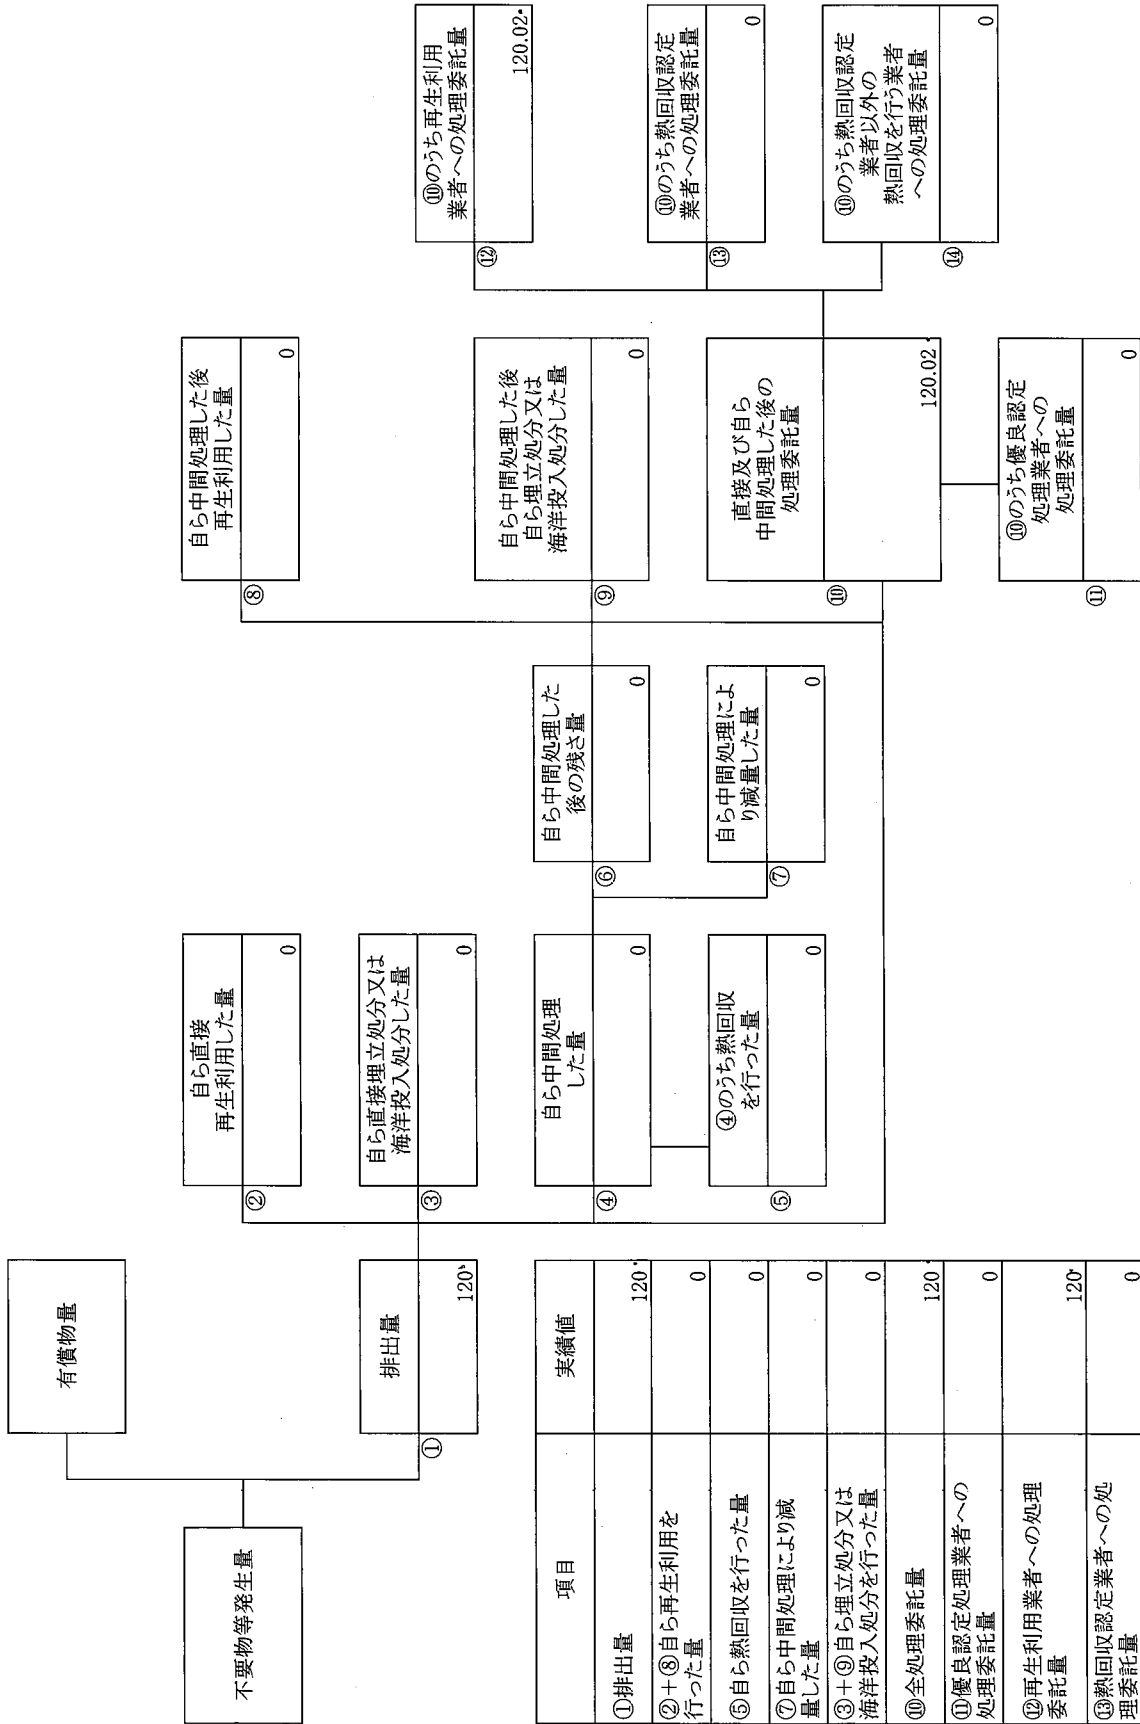 不要物等発生量
有償物量
①
排出量
120
②
自ら直接
再生利用した量
0
③
自ら直接埋立処分又は
海洋投入処分した量
0
④
自ら中間処理
した量
0
⑤
④のうち熱回収
を行った量
0
⑥
自ら中間処理した
後の残さ量
0
⑦
自ら中間処理によ
り減量した量
0
⑧
自ら中間処理した後
再生利用した量
0
⑨
自ら中間処理した後
自ら埋立処分又は
海洋投入処分した量
0
⑩
直接及び自ら
中間処理した後の
処理委託量
120.02
⑪
⑩のうち優良認定
処理業者への
処理委託量
0
⑫
⑩のうち再生利用
業者への処理委託量
120.02
⑬
⑩のうち熱回収認定
業者への処理委託量
0
⑭
⑩のうち熱回収認定
業者以外の
熱回収を行う業者
への処理委託量
0
項目 実績値
①排出量 120
②+⑧自ら再生利用を
行った量 0
⑤自ら熱回収を行った量 0
⑦自ら中間処理により減
量した量 0
③+⑨自ら埋立処分又は
海洋投入処分を行った量 0
⑩全処理委託量 120
⑪優良認定処理業者への
処理委託量 0
⑫再生利用業者への処理
委託量 120
⑬熱回収認定業者への処
理委託量 0